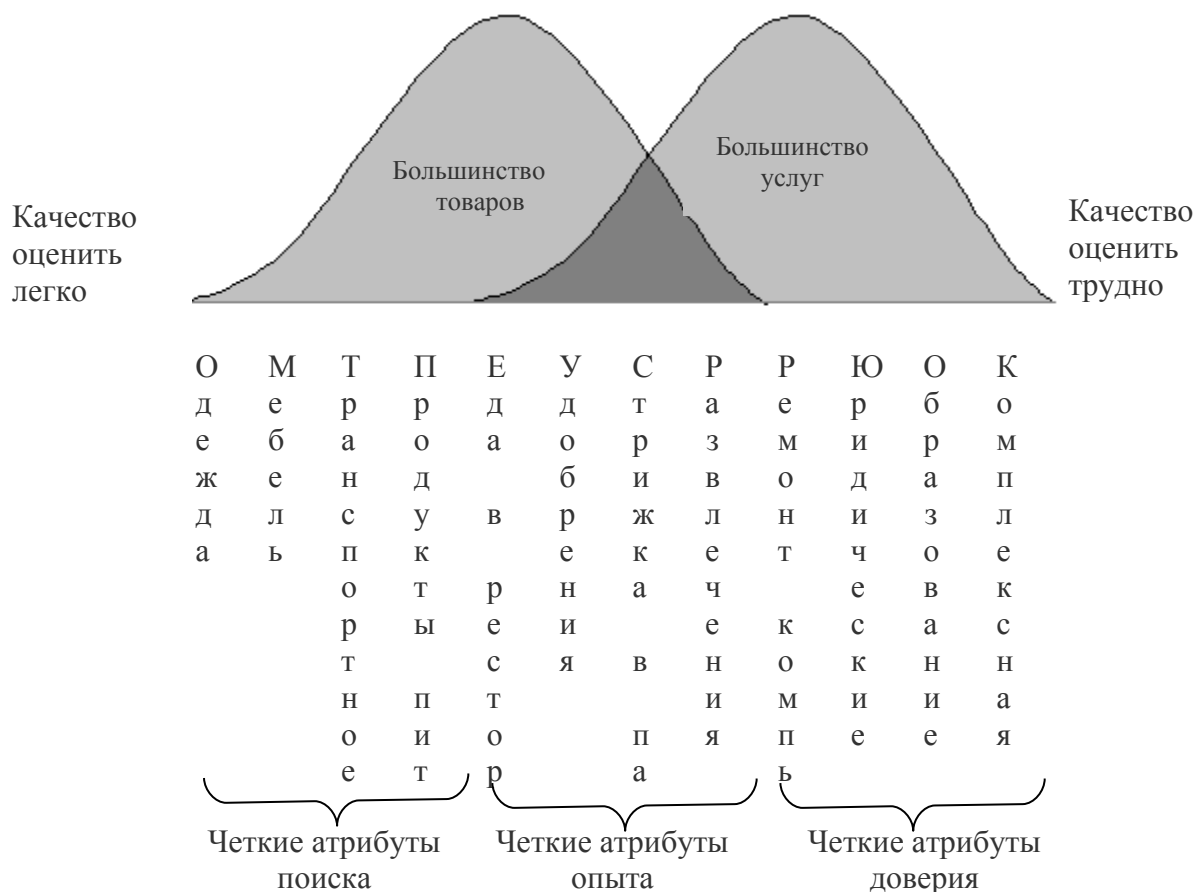 Большинство
товаров
Большинство
услуг
Качество
оценить
легко
Качество
оценить
трудно
Одежда
Мебель
Транспортное
Продукты пит
Еда в рестор
Удобрения
Стрижка в па
Развлечения
Ремонт компь
Юридические
Образование
Комплексная
Четкие атрибуты
поиска
Четкие атрибуты
опыта
Четкие атрибуты
доверия